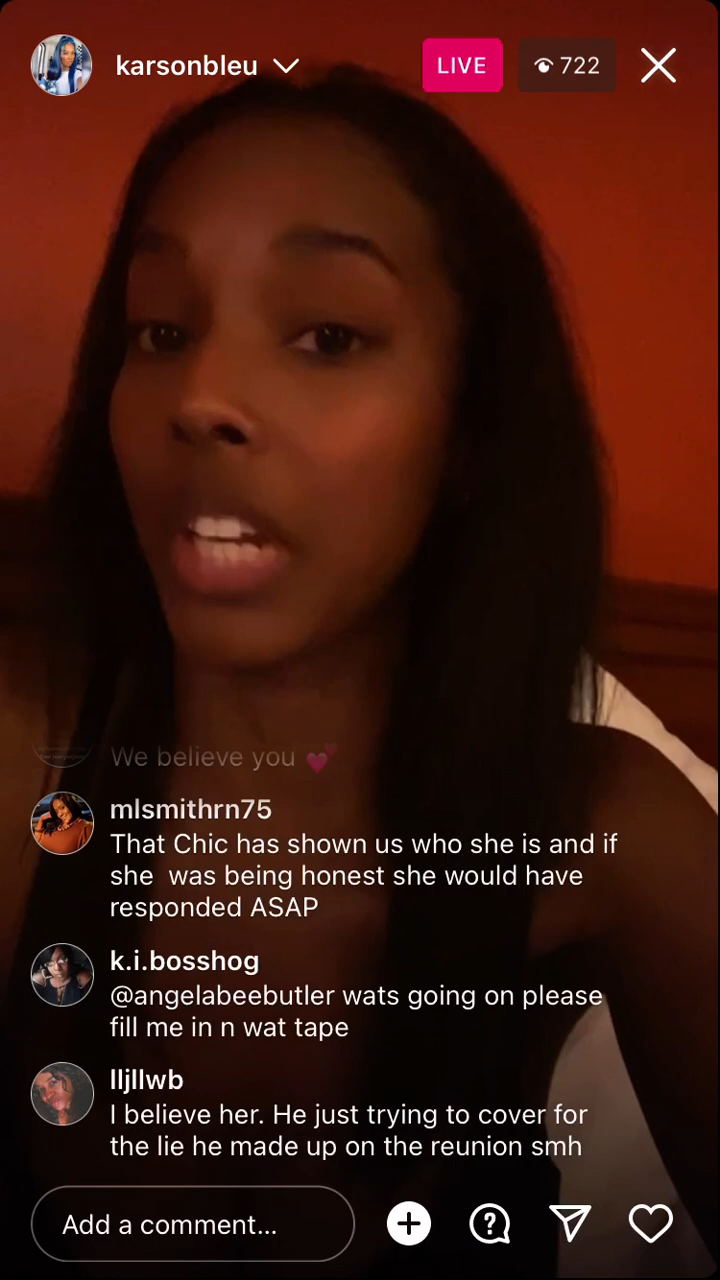 karsonbleu
LIVE
722
We believe you 💕
mlsmithrn75
That Chic has shown us who she is and if
she  was being honest she would have
responded ASAP
k.i.bosshog
@angelabeebutler wats going on please
fill me in n wat tape
lljllwb
I believe her. He just trying to cover for
the lie he made up on the reunion smh
Add a comment...